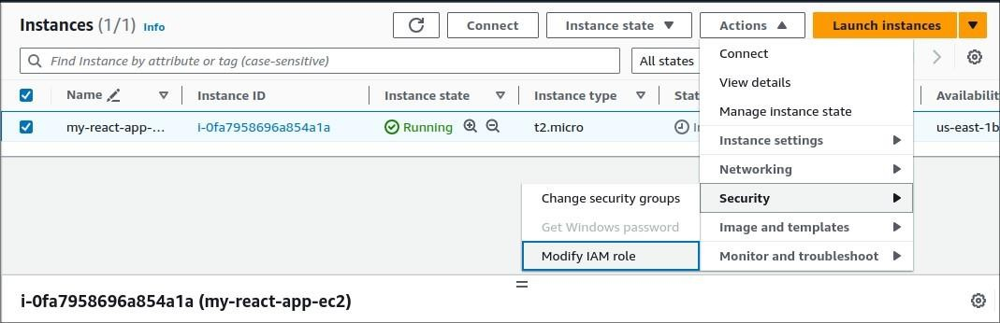 Instances (1/1) Info
Connect
Instance state
Actions
Launch instances
Find Instance by attribute or tag (case-sensitive)
All states
Connect
View details
Manage instance state
Instance settings
Networking
Security
Image and templates
Monitor and troubleshoot
Change security groups
Get Windows password
Modify IAM role
Name Instance ID Instance state Instance type Stat Availabilit
my-react-app-... i-0fa7958696a854a1a Running t2.micro us-east-1b
i-0fa7958696a854a1a (my-react-app-ec2)